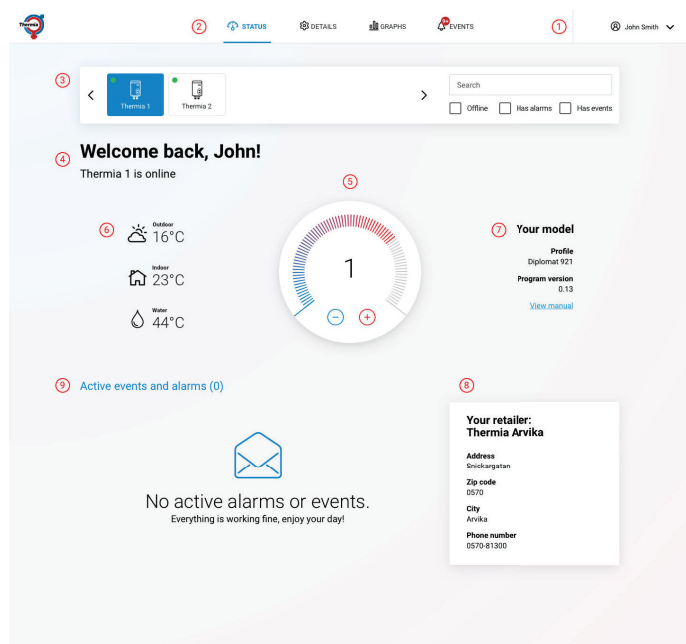 Thermia
2
STATUS
DETAILS
GRAPHS
9+
EVENTS
1
John Smith
3
Thermia 1
Thermia 2
Search
Offline
Has alarms
Has events
4
Welcome back, John!
Thermia 1 is online
5
6
Outdoor
16°C
Indoor
23°C
Water
44°C
1
7
Your model
Profile
Diplomat 921
Program version
0.13
View manual
9
Active events and alarms (0)
No active alarms or events.
Everything is working fine, enjoy your day!
8
Your retailer:
Thermia Arvika
Address
Snickargatan
Zip code
0570
City
Arvika
Phone number
0570-81300